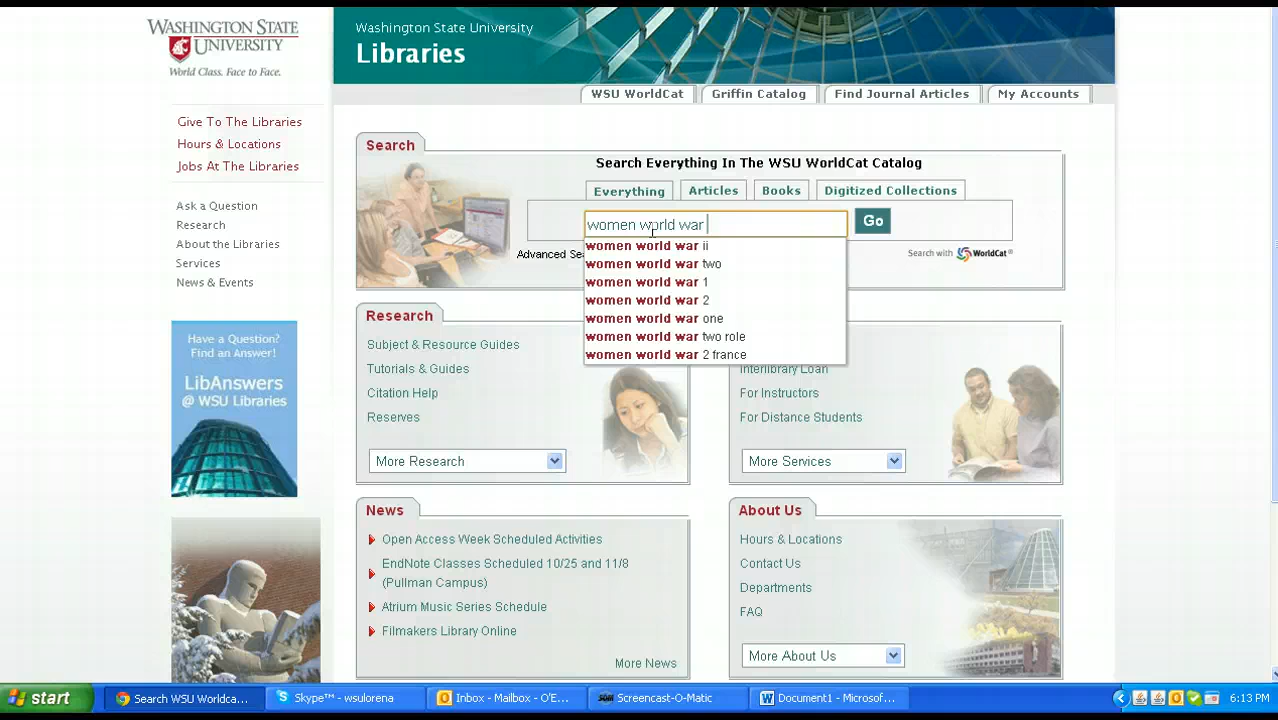 WASHINGTON STATE
UNIVERSITY
World Class. Face to Face.
Washington State University
Libraries
WSU WorldCat
Griffin Catalog
Find Journal Articles
My Accounts
Give To The Libraries
Hours & Locations
Jobs At The Libraries
Ask a Question
Research
About the Libraries
Services
News & Events
Have a Question?
Find an Answer!
LibAnswers
@ WSU Libraries
Search
Search Everything In The WSU WorldCat Catalog
Everything
Articles
Books
Digitized Collections
women world war
Go
women world war ii
women world war two
women world war 1
women world war 2
women world war one
women world war two role
women world war 2 france
Advanced Sea
Search with WorldCat®
Research
Subject & Resource Guides
Tutorials & Guides
Citation Help
Reserves
More Research
Interlibrary Loan
For Instructors
For Distance Students
More Services
News
Open Access Week Scheduled Activities
EndNote Classes Scheduled 10/25 and 11/8
(Pullman Campus)
Atrium Music Series Schedule
Filmakers Library Online
More News
About Us
Hours & Locations
Contact Us
Departments
FAQ
More About Us
start
Search WSU Worldca...
Skype™ - wsulorena
Inbox - Mailbox - O'E...
Screencast-O-Matic
Document1 - Microsof...
6:13 PM